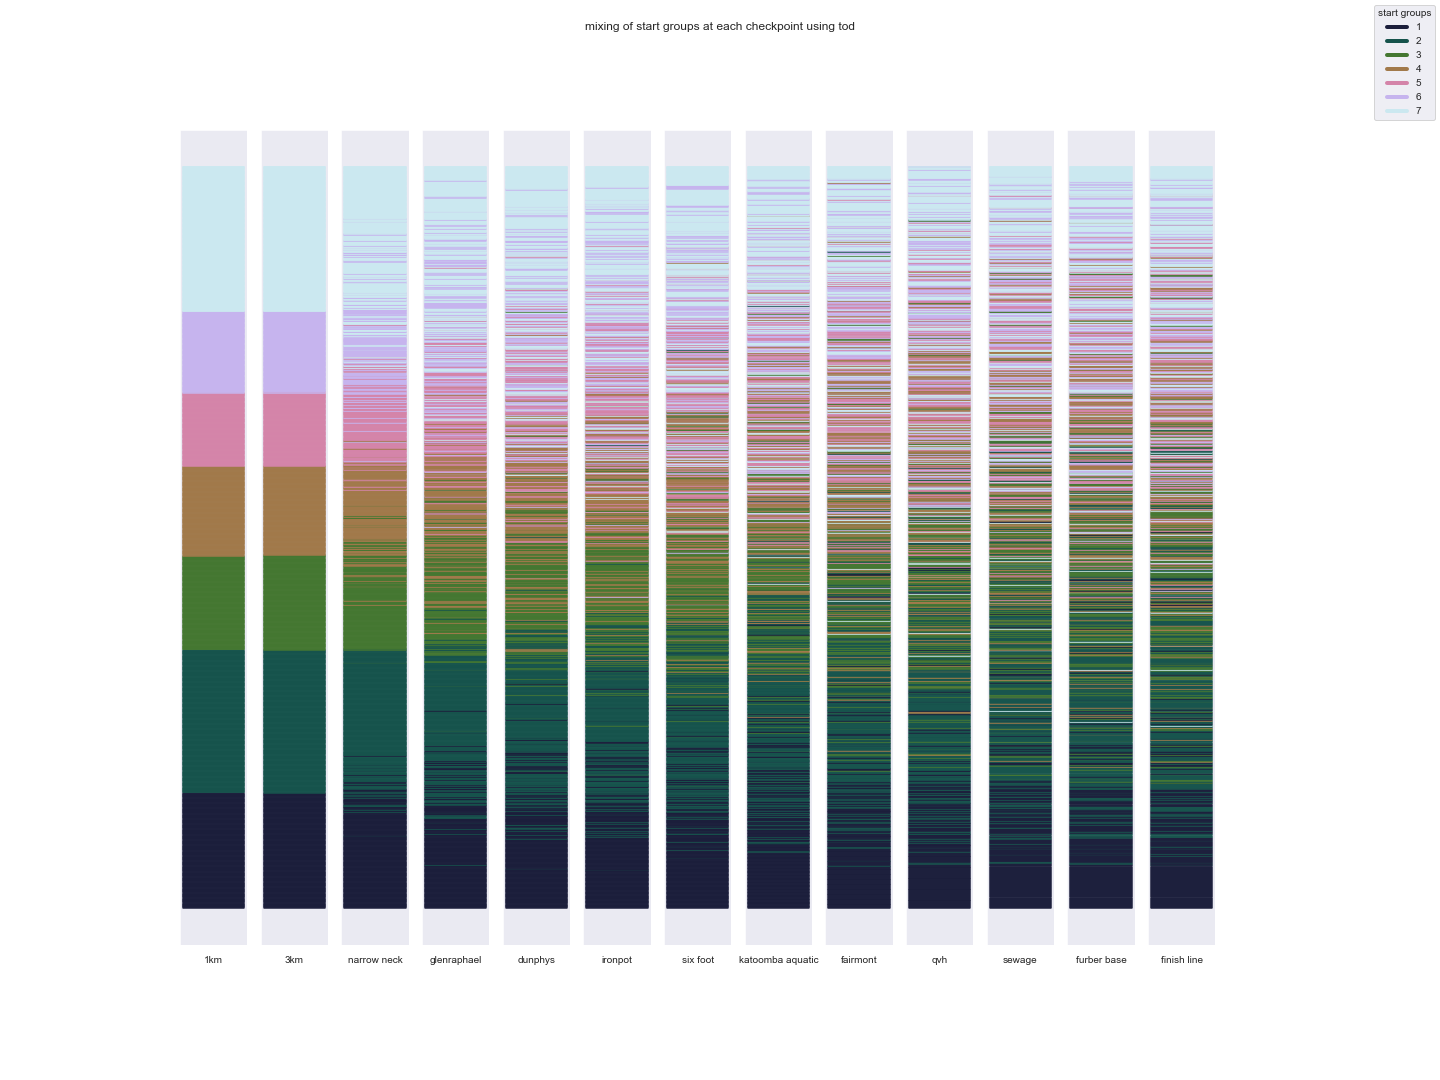 mixing of start groups at each checkpoint using tod
start groups
1
2
3
4
5
6
7
1km 3km narrow neck glenraphael dunphys ironpot six foot katoomba aquatic fairmont qvh sewage furber base finish line